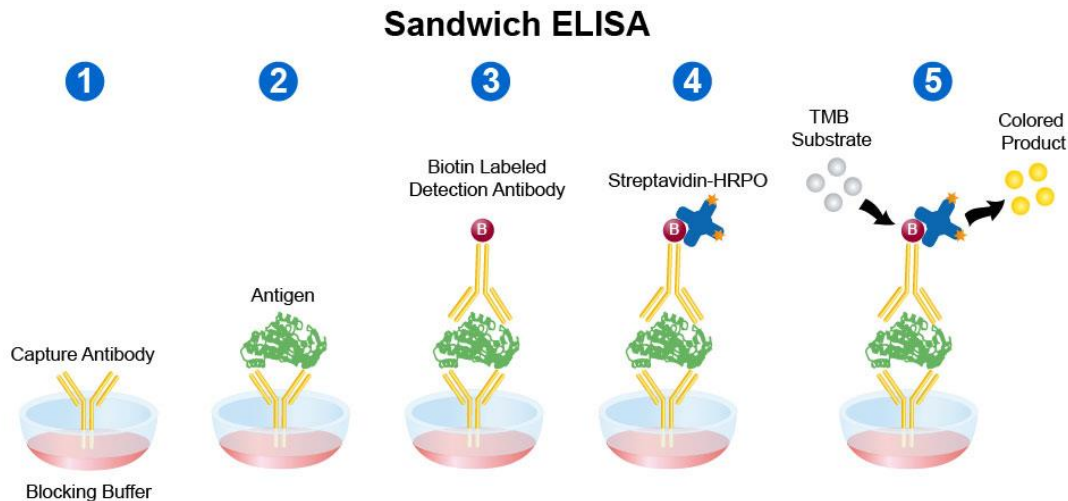 Sandwich ELISA
1
2
3
4
5
Capture Antibody
Blocking Buffer
Antigen
Biotin Labeled
Detection Antibody
B
Streptavidin-HRPO
B
TMB
Substrate
Colored
Product
B